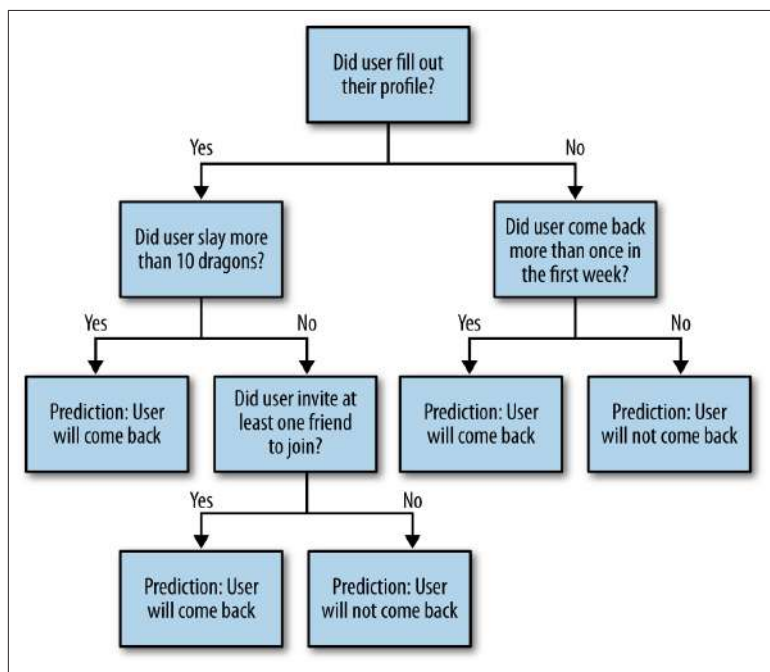 Did user fill out
their profile?
Yes
No
Did user slay more
than 10 dragons?
Did user come back
more than once in
the first week?
Yes
No
Yes
No
Prediction: User
will come back
Did user invite at
least one friend
to join?
Prediction: User
will come back
Prediction: User
will not come back
Yes
No
Prediction: User
will come back
Prediction: User
will not come back